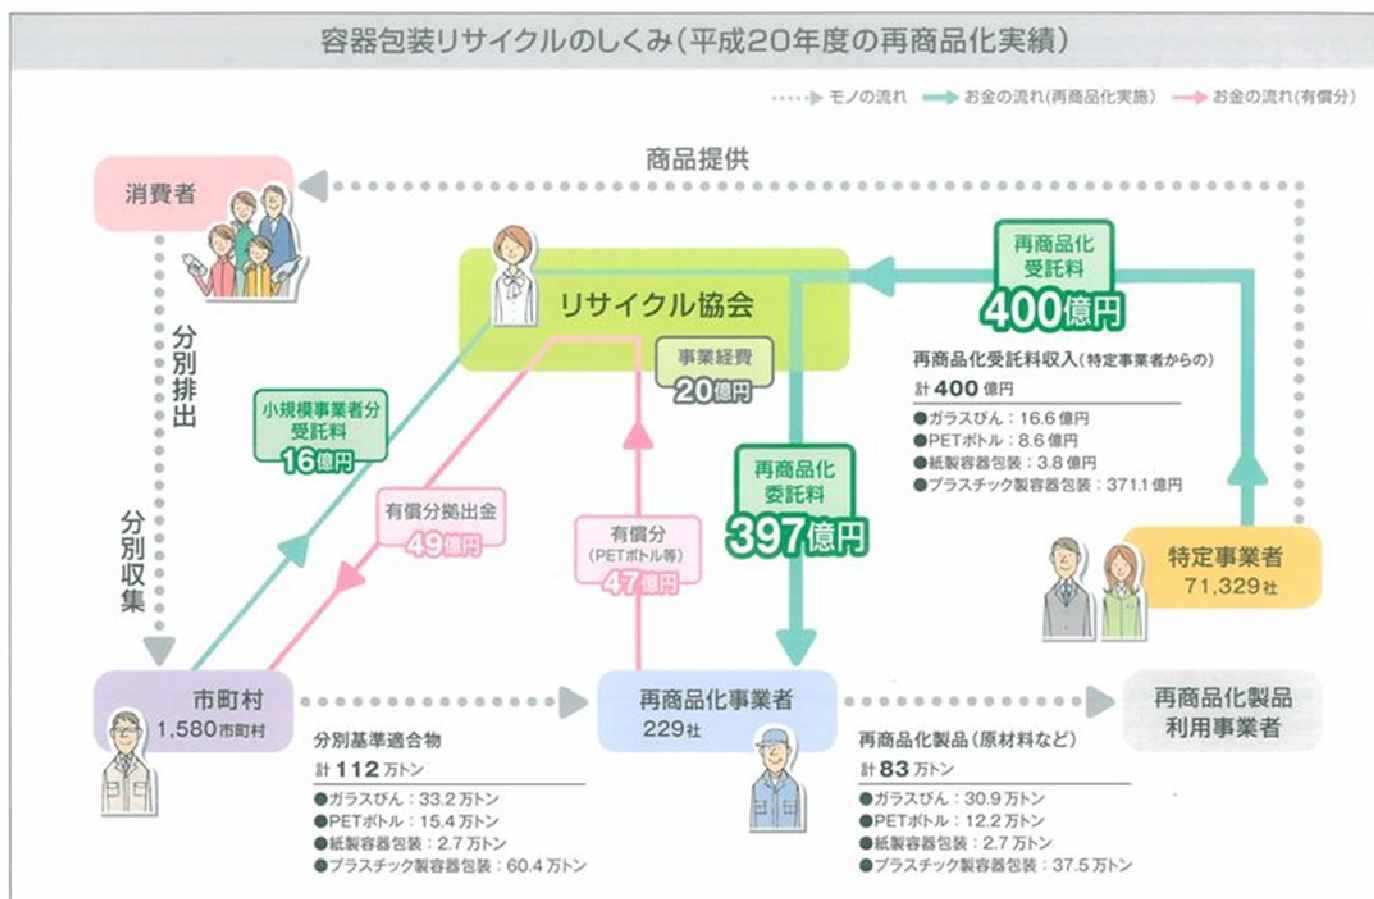 容器包装リサイクルのしくみ(平成20年度の再商品化実績)
モノの流れ お金の流れ(再商品化実施) お金の流れ(有償分)
商品提供
消費者
分別排出
分別収集
リサイクル協会
事業経費
20億円
再商品化
受託料
400億円
再商品化受託料収入(特定事業者からの)
計400億円
●ガラスびん:16.6億円
●PETボトル:8.6億円
●紙製容器包装:3.8億円
●プラスチック製容器包装:371.1億円
小規模事業者分
受託料
16億円
有償分拠出金
49億円
有償分
(PETボトル等)
47億円
再商品化
委託料
397億円
特定事業者
71,329社
市町村
1,580市町村
分別基準適合物
計112万トン
●ガラスびん:33.2万トン
●PETボトル:15.4万トン
●紙製容器包装:2.7万トン
●プラスチック製容器包装:60.4万トン
再商品化事業者
229社
再商品化製品(原材料など)
計83万トン
●ガラスびん:30.9万トン
●PETボトル:12.2万トン
●紙製容器包装:2.7万トン
●プラスチック製容器包装:37.5万トン
再商品化製品
利用事業者